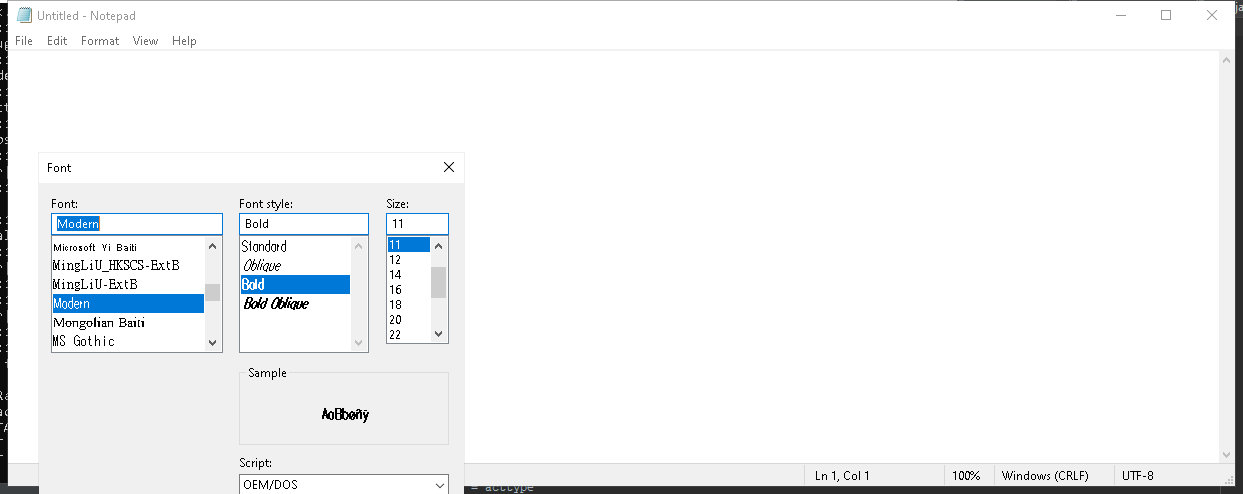 Untitled - Notepad
File Edit Format View Help
Font
Font: Font style: Size:
Modern Bold 11
Microsoft Yi Baiti
MingLiU_HKSCS-ExtB
MingLiU-ExtB
Modern
Mongolian Baiti
MS Gothic
Standard
Oblique
Bold
Bold Oblique
11
12
14
16
18
20
22
Sample
AaBbøñý
Script:
OEM/DOS
Ln 1, Col 1 100% Windows (CRLF) UTF-8
= acctype